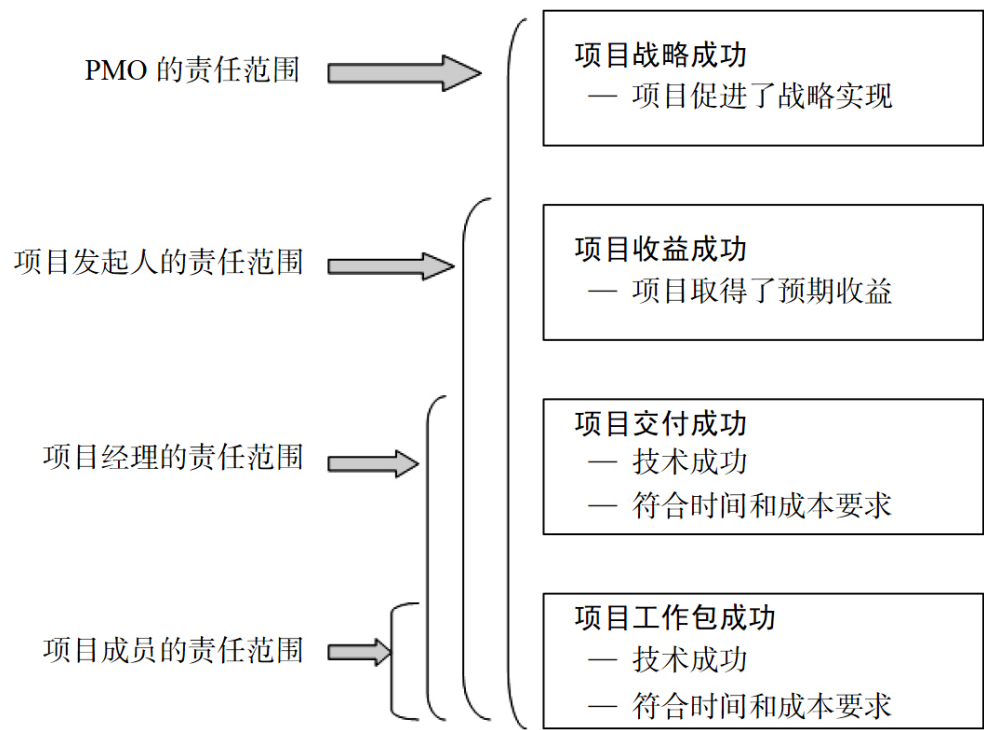 PMO 的责任范围
项目战略成功
— 项目促进了战略实现
项目发起人的责任范围
项目收益成功
— 项目取得了预期收益
项目经理的责任范围
项目交付成功
— 技术成功
— 符合时间和成本要求
项目成员的责任范围
项目工作包成功
— 技术成功
— 符合时间和成本要求